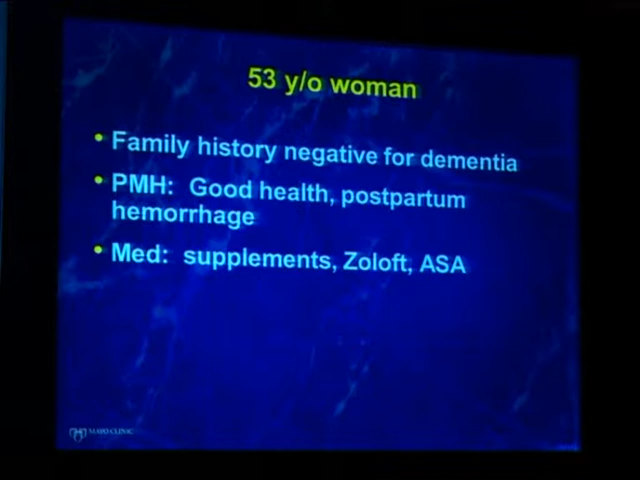 53 y/o woman
• Family history negative for dementia
• PMH: Good health, postpartum
hemorrhage
• Med: supplements, Zoloft, ASA
MAYO CLINIC